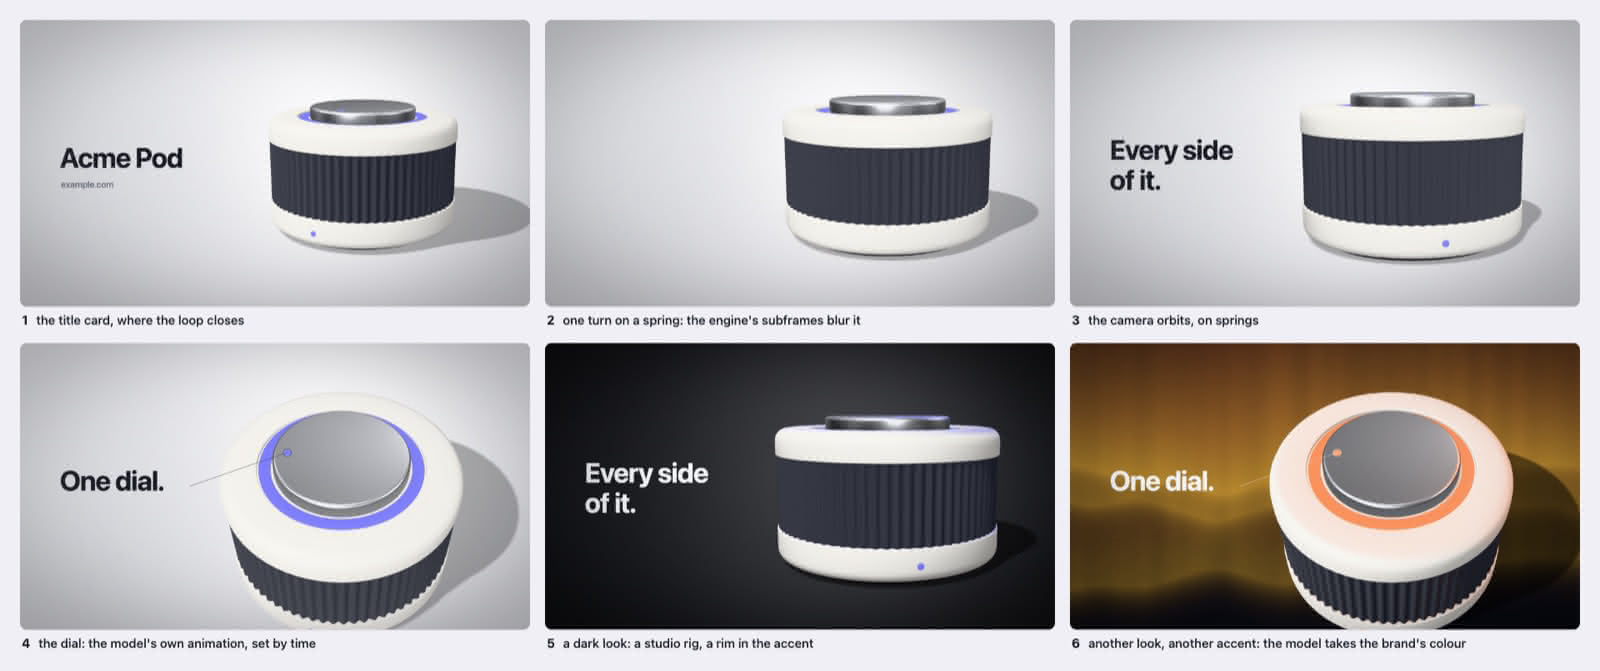 Acme Pod
example.com
1 the title card, where the loop closes
2 one turn on a spring: the engine's subframes blur it
Every side
of it.
3 the camera orbits, on springs
One dial.
4 the dial: the model's own animation, set by time
Every side
of it.
5 a dark look: a studio rig, a rim in the accent
One dial.
6 another look, another accent: the model takes the brand's colour